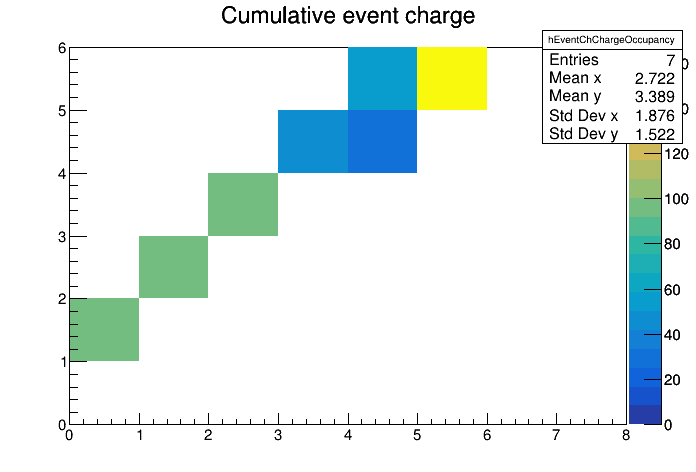 Cumulative event charge
hEventChChargeOccupancy
Entries 7
Mean x 2.722
Mean y 3.389
Std Dev x 1.876
Std Dev y 1.522
6
5
4
3
2
1
0
0 1 2 3 4 5 6 7 8
120
100
80
60
40
20
0